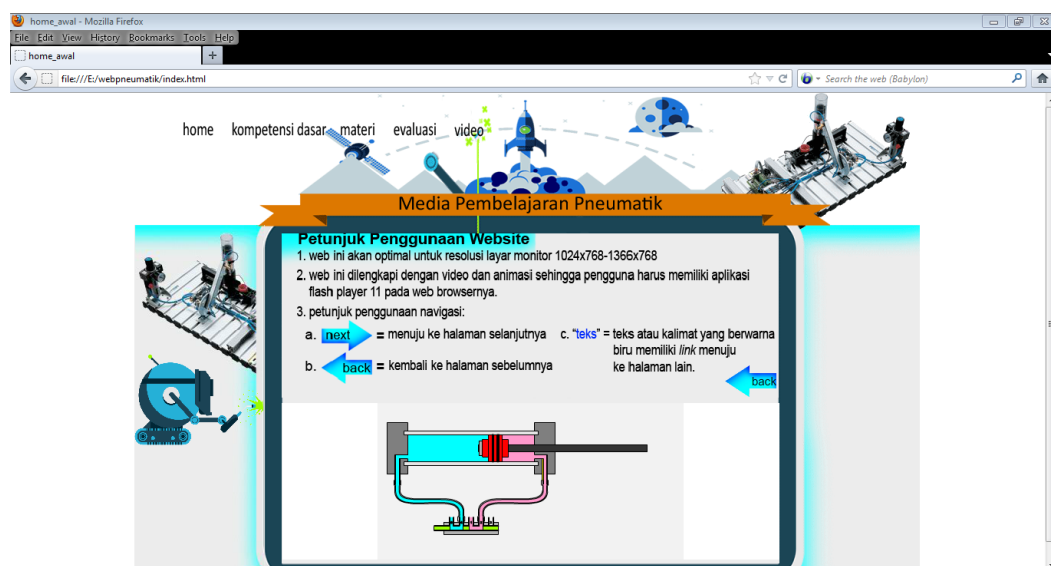 home_awal - Mozilla Firefox
File Edit View History Bookmarks Tools Help
home_awal +
file:///E:/webpneumatik/index.html Search the web (Babylon)
home kompetensi dasar materi evaluasi video
Media Pembelajaran Pneumatik
Petunjuk Penggunaan Website
1. web ini akan optimal untuk resolusi layar monitor 1024x768-1366x768
2. web ini dilengkapi dengan video dan animasi sehingga pengguna harus memiliki aplikasi
flash player 11 pada web browsernya.
3. petunjuk penggunaan navigasi:
a. next = menuju ke halaman selanjutnya
b. back = kembali ke halaman sebelumnya
c. “teks” = teks atau kalimat yang berwarna
biru memiliki link menuju
ke halaman lain.
back